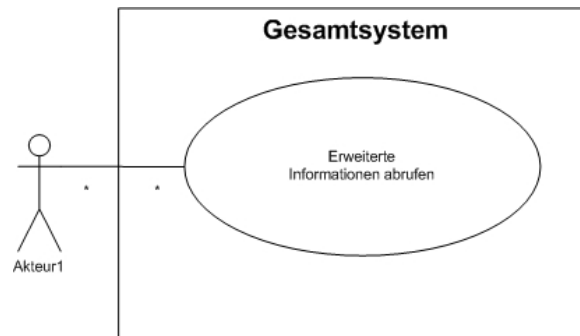 Gesamtsystem
Erweiterte
Informationen abrufen
* *
Akteur1